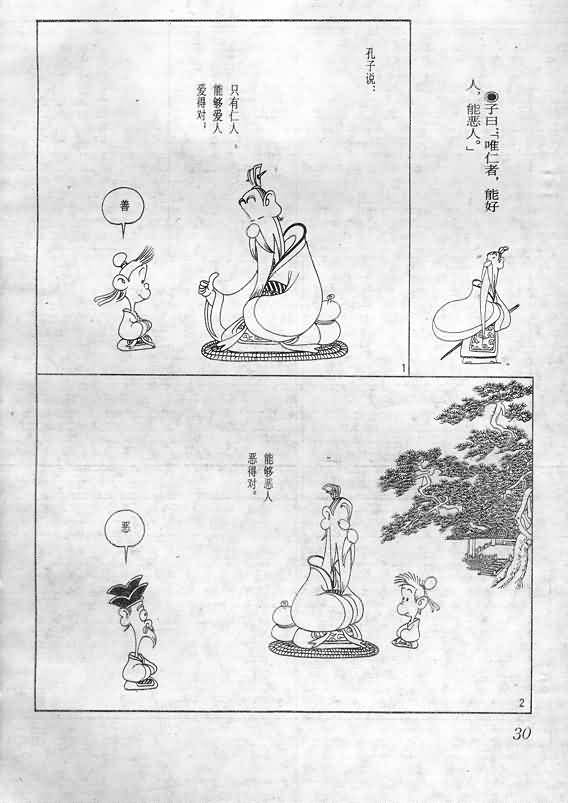 ◉子曰：「唯仁者，能好
人，能恶人。」
孔子说：
只有仁人，
能够爱人
爱得对；
善
1
能够恶人
恶得对。
恶
2
30